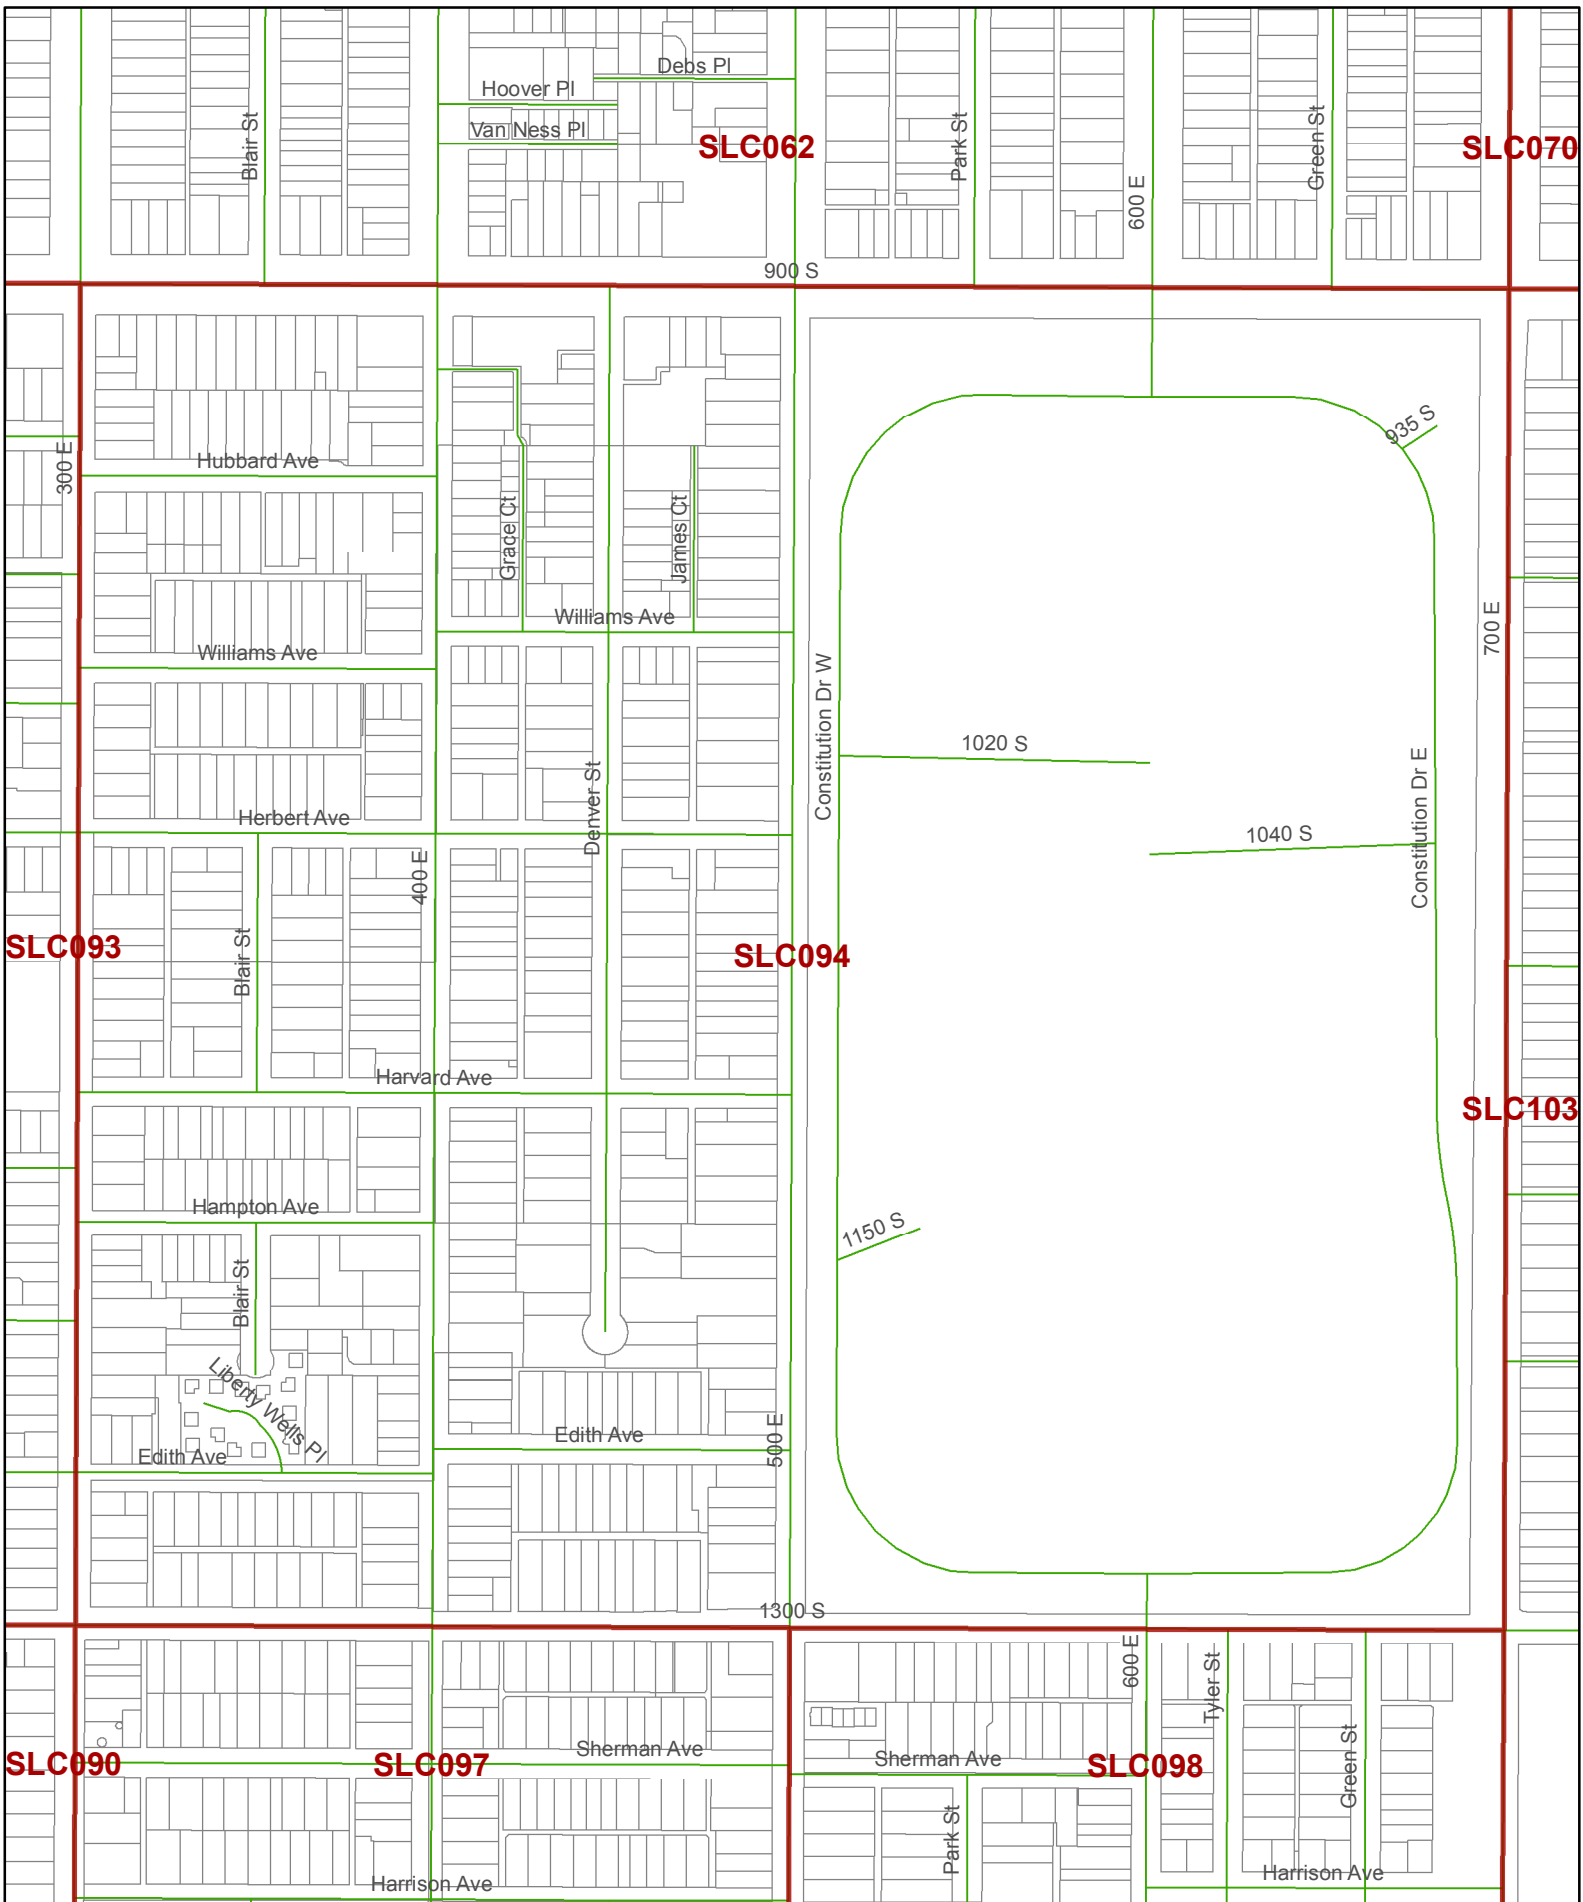 Debs Pl
Hoover Pl
Van Ness Pl
Blair St
SLC062
Park St
Green St
SLC070
600 E
900 S
935 S
300 E
Hubbard Ave
Grace Ct
James Ct
Williams Ave
700 E
Williams Ave
Constitution Dr W
1020 S
Constitution Dr E
Denver St
Herbert Ave
1040 S
400 E
SLC093
Blair St
SLC094
Harvard Ave
SLC103
Hampton Ave
1150 S
Blair St
Liberty Wells Pl
Edith Ave
500 E
Edith Ave
1300 S
600 E
Tyler St
Sherman Ave
Sherman Ave
SLC090
SLC097
SLC098
Green St
Park St
Harrison Ave
Harrison Ave